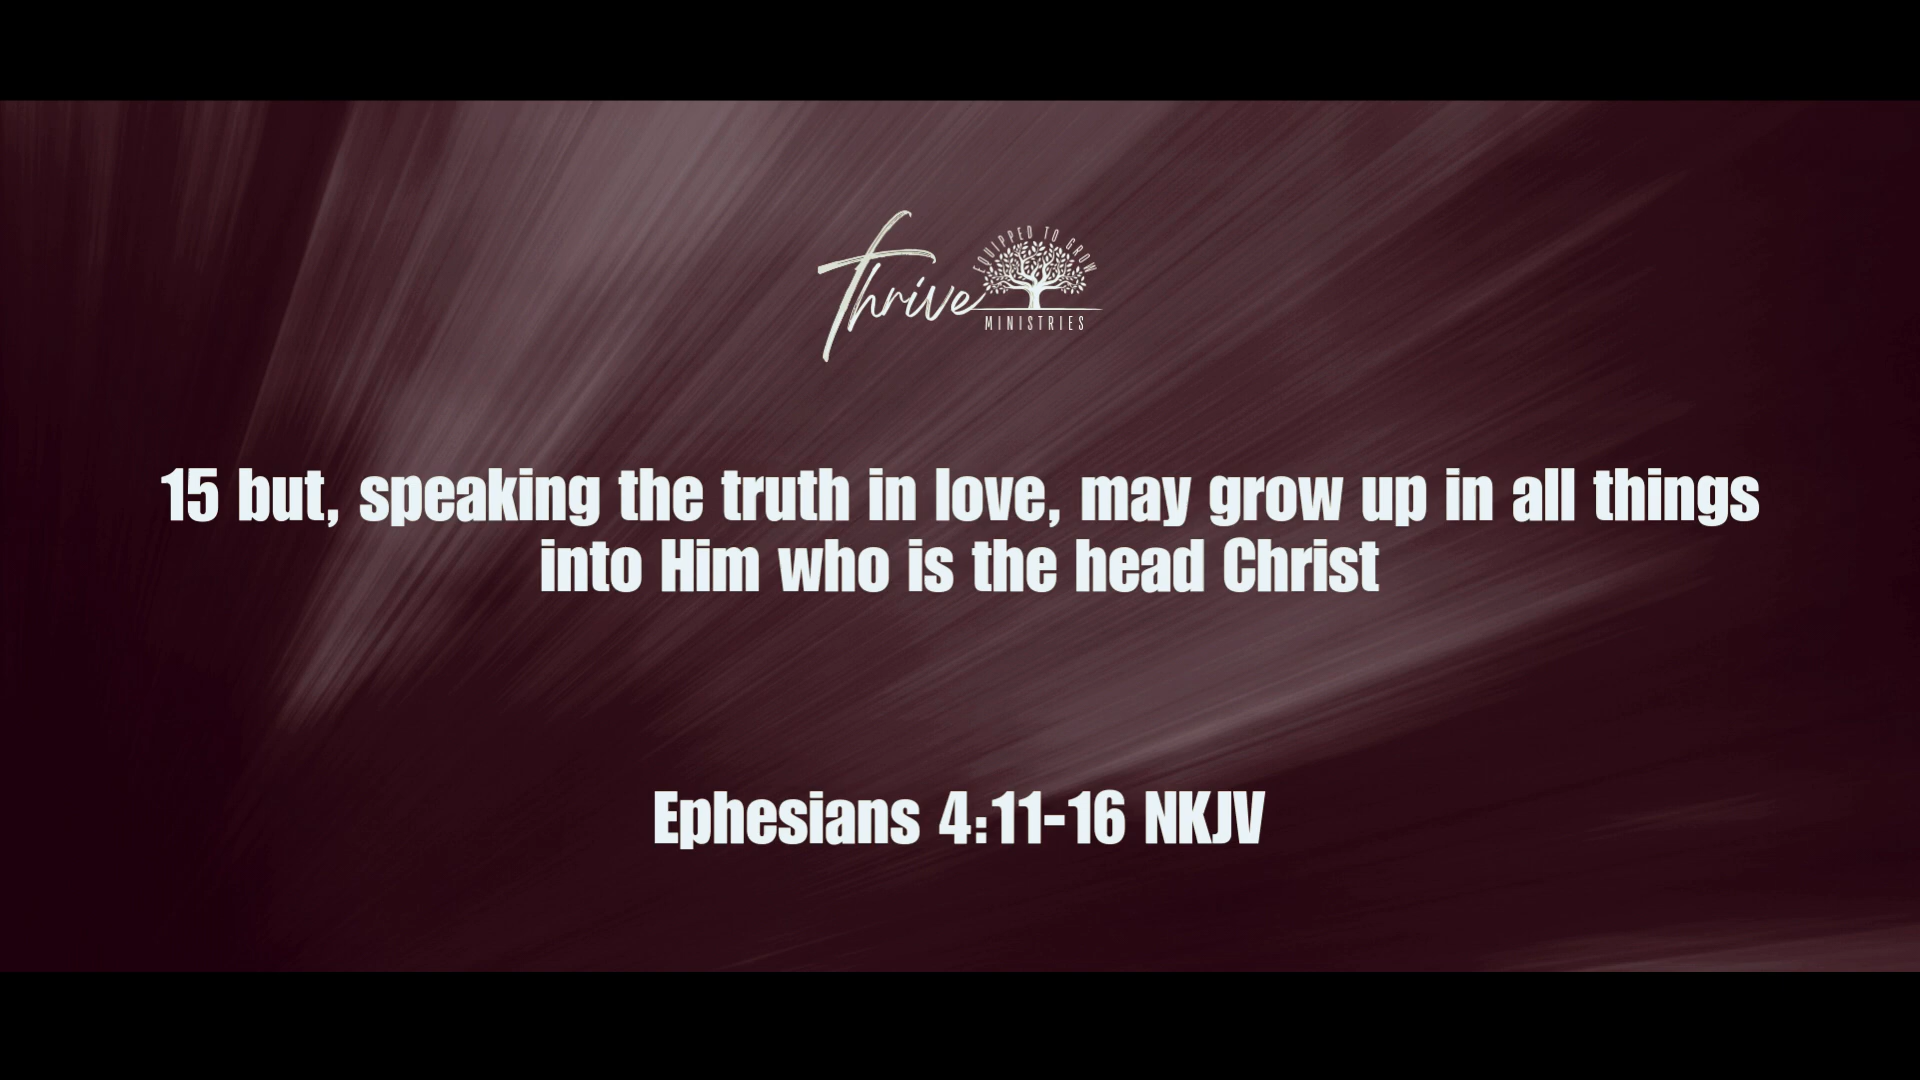 Thrive
EQUIPPED TO GROW
MINISTRIES
15 but, speaking the truth in love, may grow up in all things
into Him who is the head Christ
Ephesians 4:11-16 NKJV